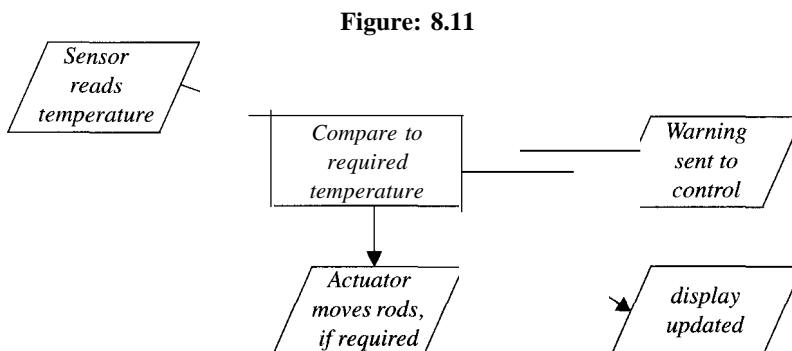 Figure: 8.11
Sensor
reads
temperature
Compare to
required
temperature
Warning
sent to
control
Actuator
moves rods,
if required
display
updated